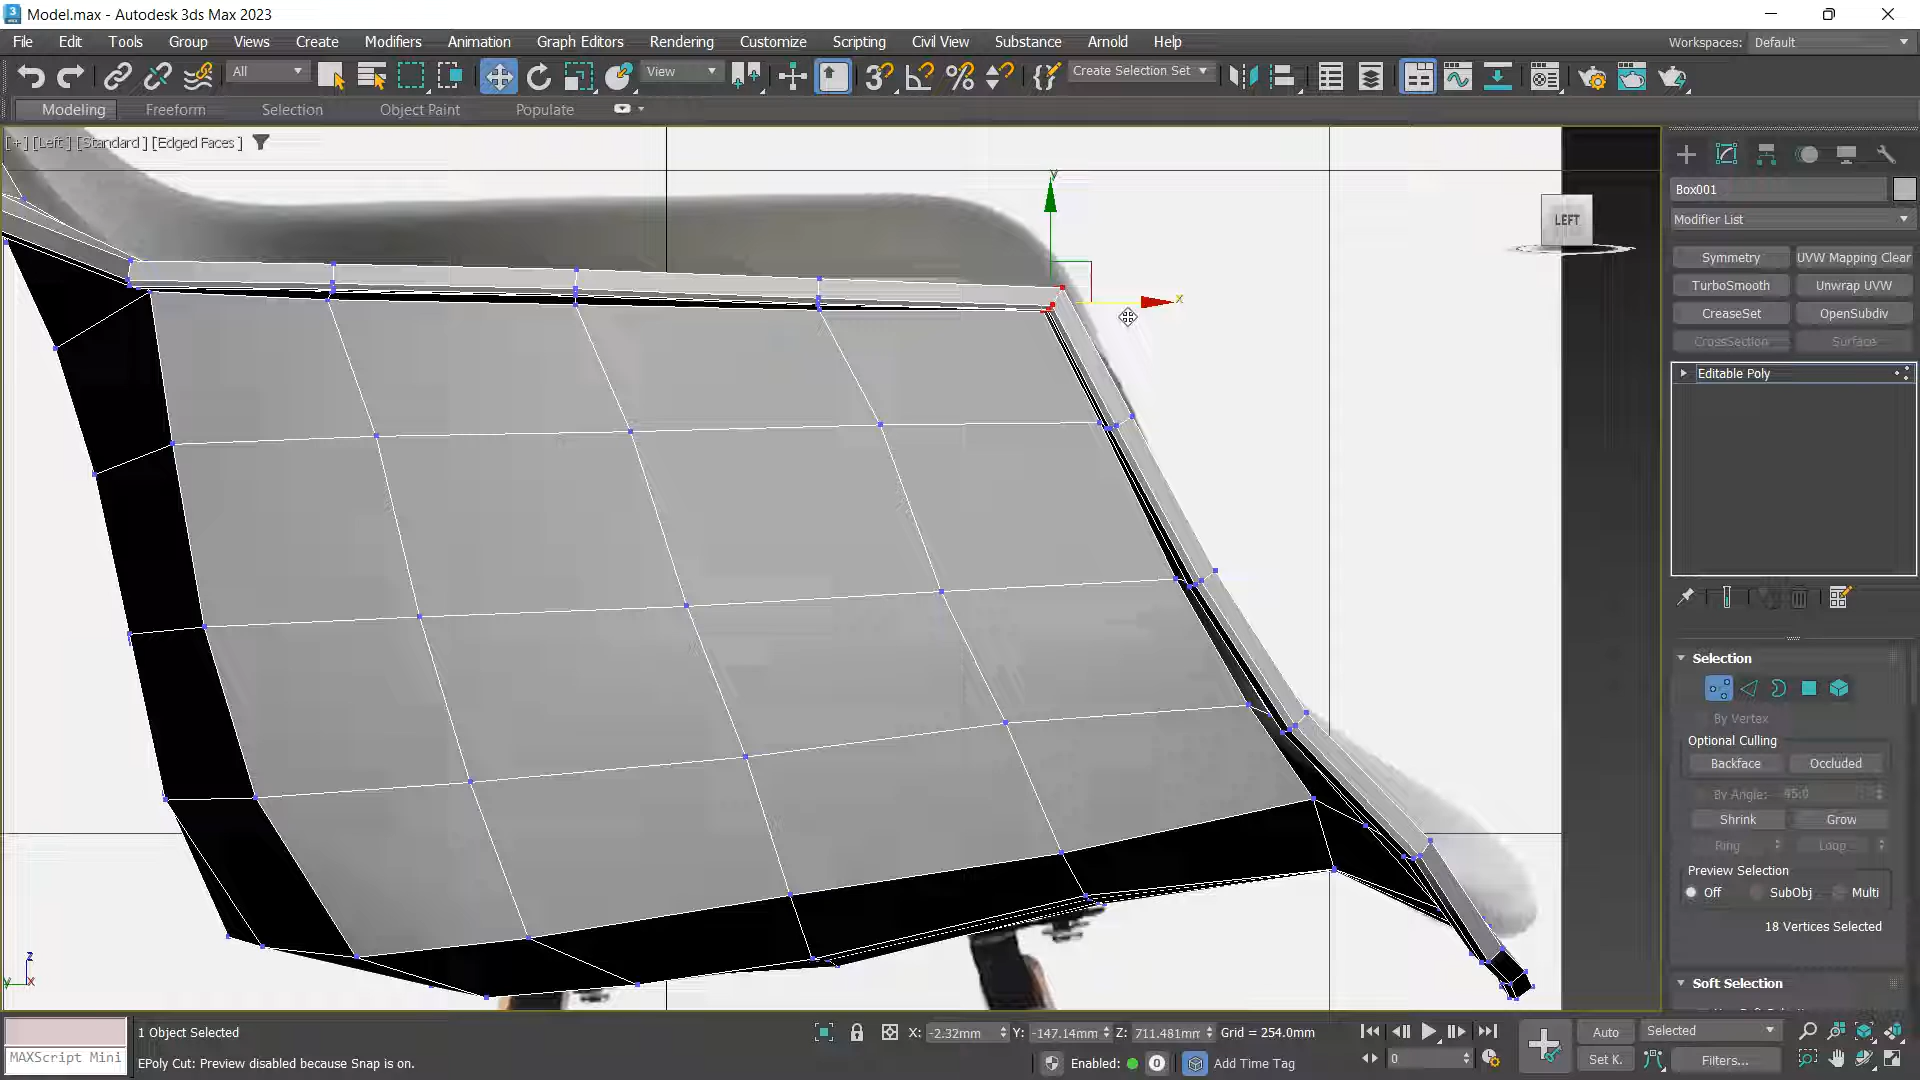 Model.max - Autodesk 3ds Max 2023
File Edit Tools Group Views Create Modifiers Animation Graph Editors Rendering Customize Scripting Civil View Substance Arnold Help
Workspaces: Default
All
View
Create Selection Set
Modeling Freeform Selection Object Paint Populate
[ + ] [Left ] [Standard ] [Edged Faces ]
y
x
LEFT
z
y x
Box001
Modifier List
Symmetry UVW Mapping Clear
TurboSmooth Unwrap UVW
CreaseSet OpenSubdiv
CrossSection Surface
Editable Poly
Selection
By Vertex
Optional Culling
Backface Occluded
By Angle: 45.0
Shrink Grow
Ring Loop
Preview Selection
Off SubObj Multi
18 Vertices Selected
Soft Selection
1 Object Selected
X: -2.32mm Y: -147.14mm Z: 711.481mm Grid = 254.0mm
Auto Selected
MAXScript Mini
EPoly Cut: Preview disabled because Snap is on.
Enabled: 0 Add Time Tag
0
Set K. Filters...